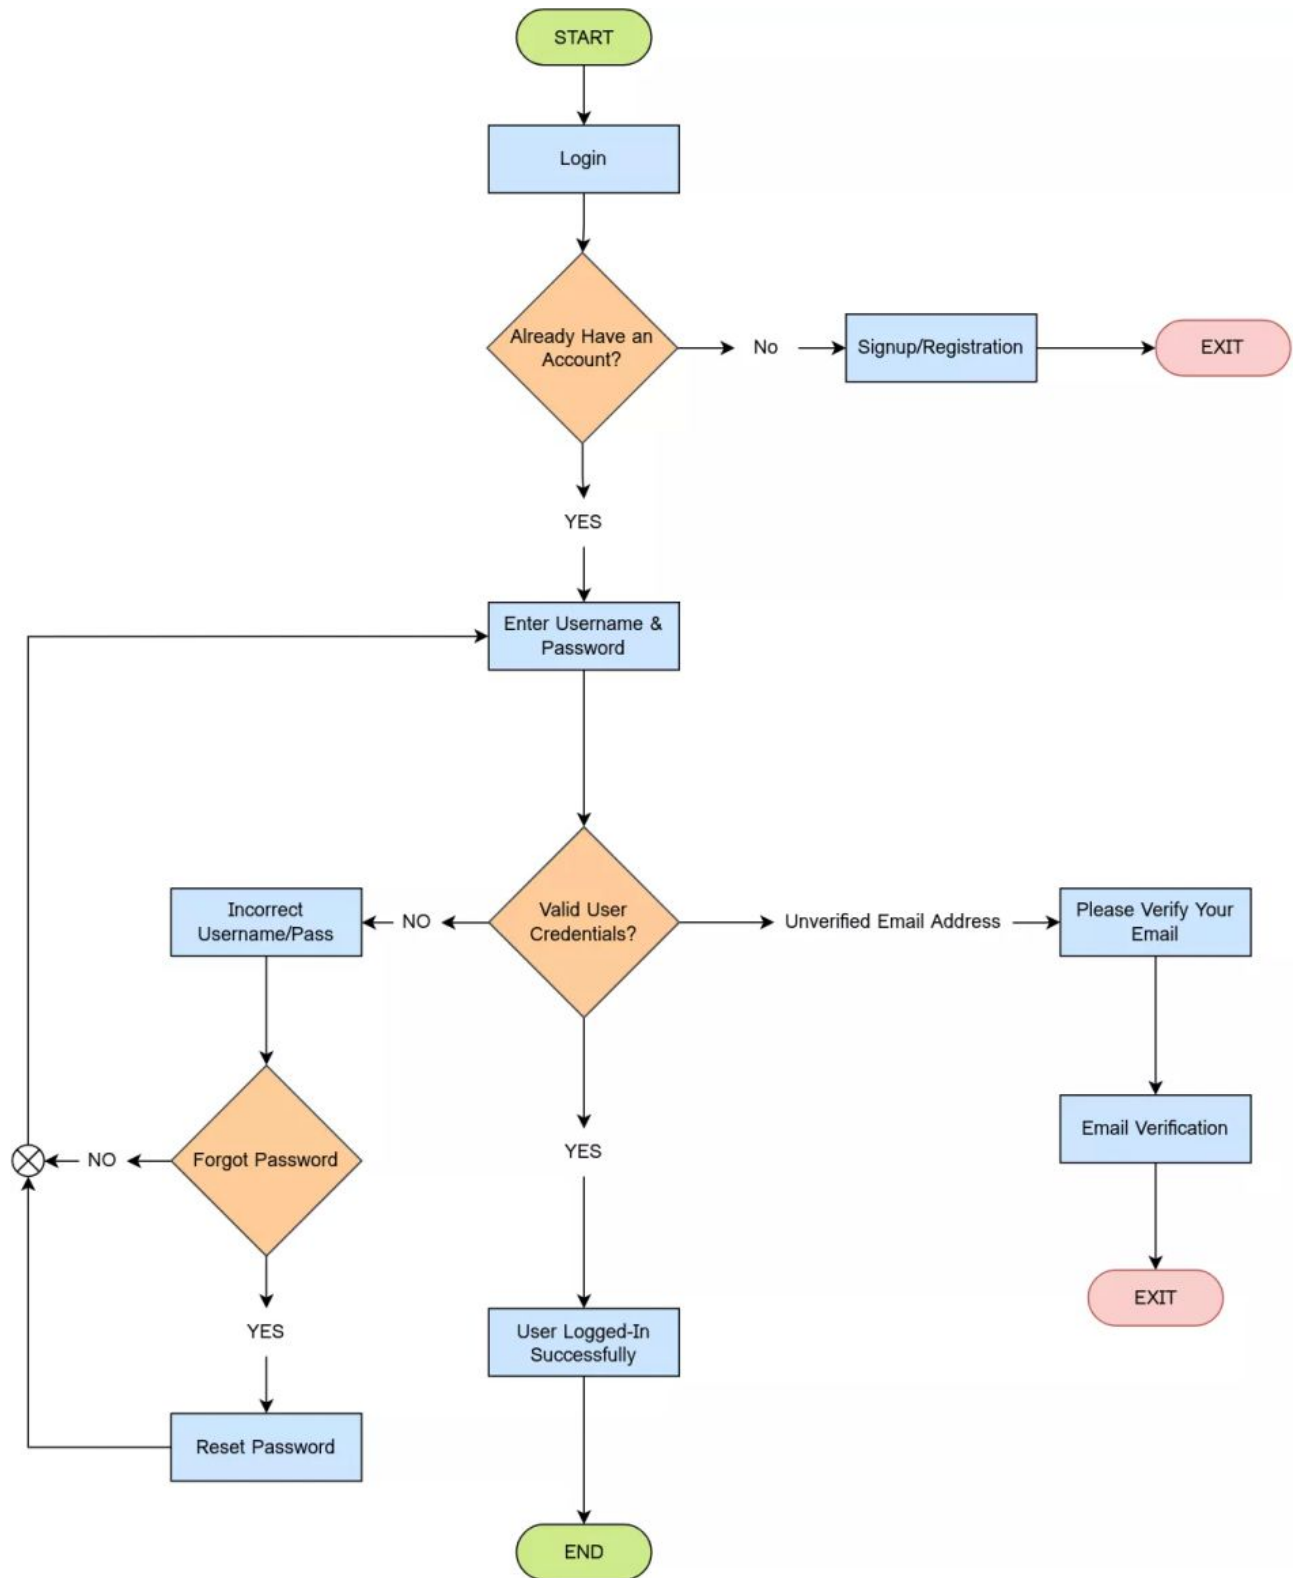 START
Login
Already Have an
Account?
No
Signup/Registration
EXIT
YES
Enter Username &
Password
Incorrect
Username/Pass
NO
Valid User
Credentials?
Unverified Email Address
Please Verify Your
Email
Email Verification
NO
Forgot Password
YES
EXIT
YES
User Logged-In
Successfully
Reset Password
END